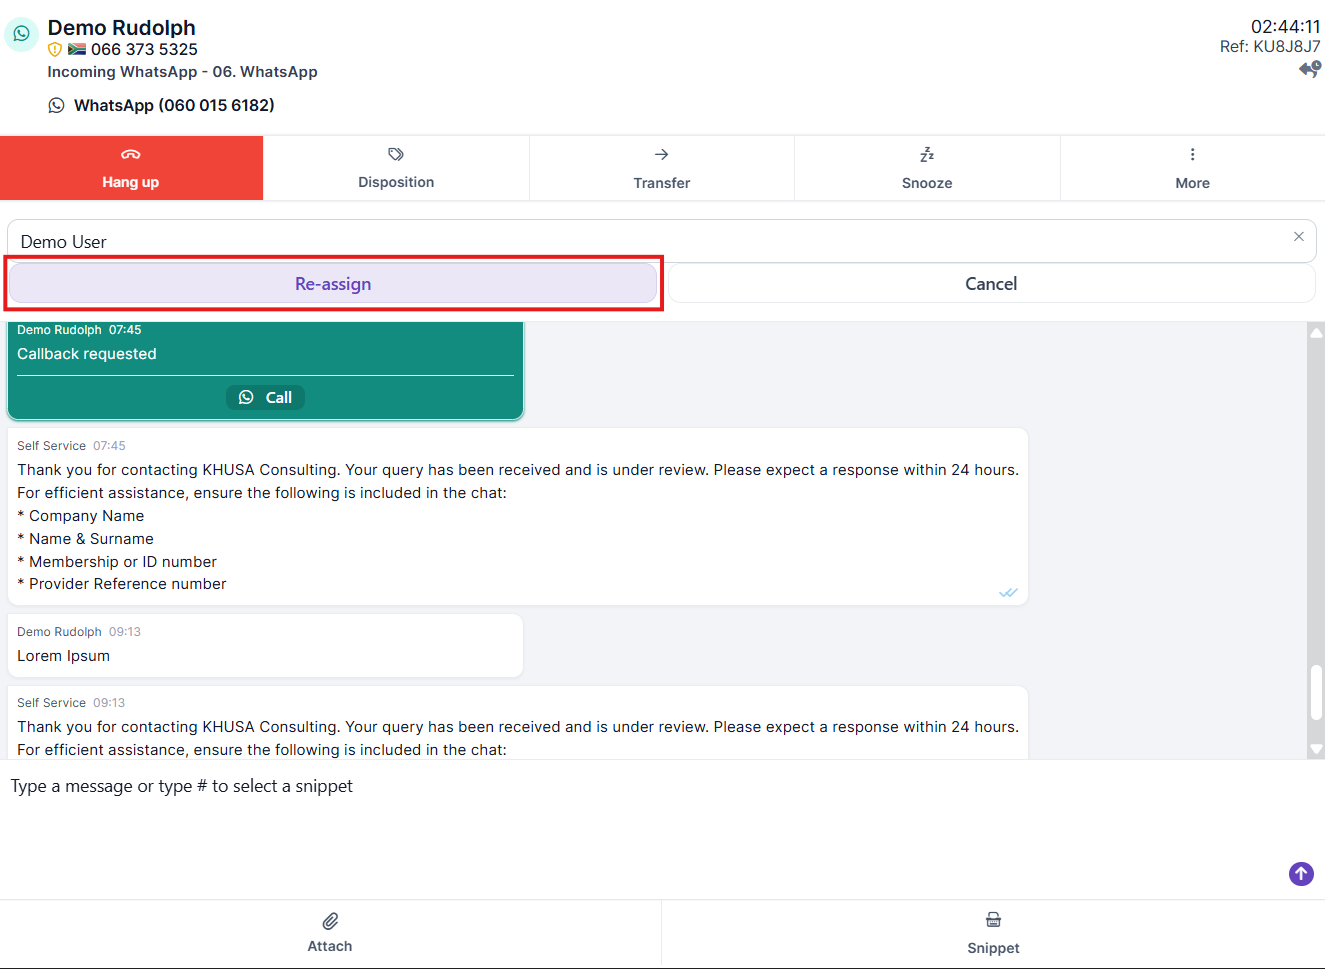 Demo Rudolph
066 373 5325
Incoming WhatsApp - 06. WhatsApp
WhatsApp (060 015 6182)
02:44:11
Ref: KU8J8J7
Hang up
Disposition
Transfer
Snooze
More
Demo User
Re-assign
Cancel
Demo Rudolph 07:45
Callback requested
Call
Self Service 07:45
Thank you for contacting KHUSA Consulting. Your query has been received and is under review. Please expect a response within 24 hours.
For efficient assistance, ensure the following is included in the chat:
* Company Name
* Name & Surname
* Membership or ID number
* Provider Reference number
Demo Rudolph 09:13
Lorem Ipsum
Self Service 09:13
Thank you for contacting KHUSA Consulting. Your query has been received and is under review. Please expect a response within 24 hours.
For efficient assistance, ensure the following is included in the chat:
Type a message or type # to select a snippet
Attach
Snippet